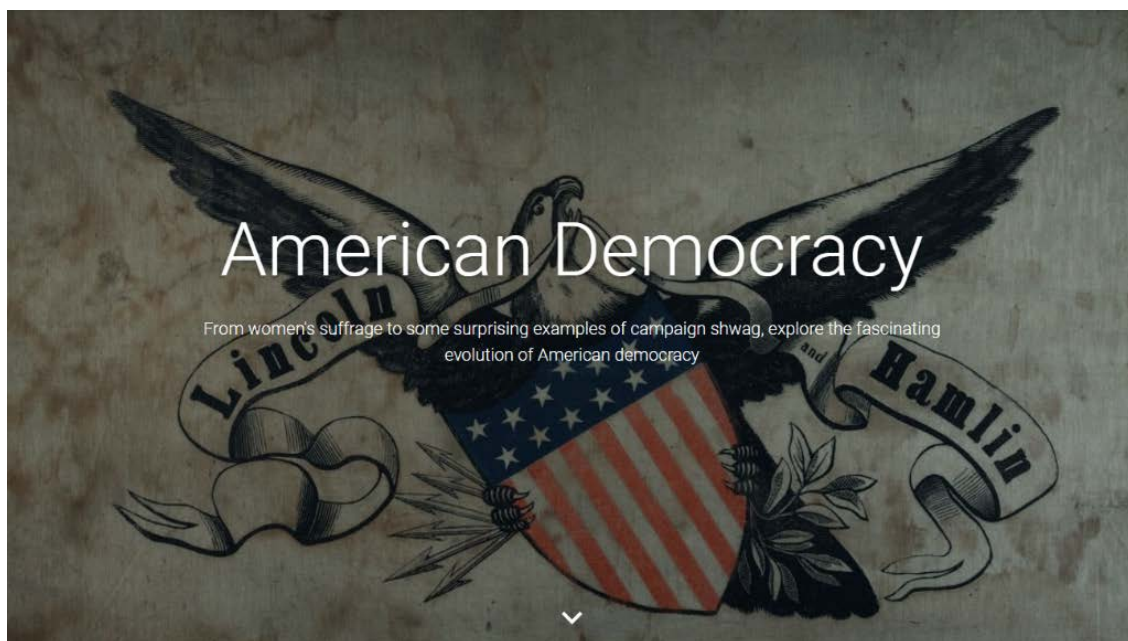 American Democracy
From women's suffrage to some surprising examples of campaign shwag, explore the fascinating
evolution of American democracy
Lincoln
and
Hamlin